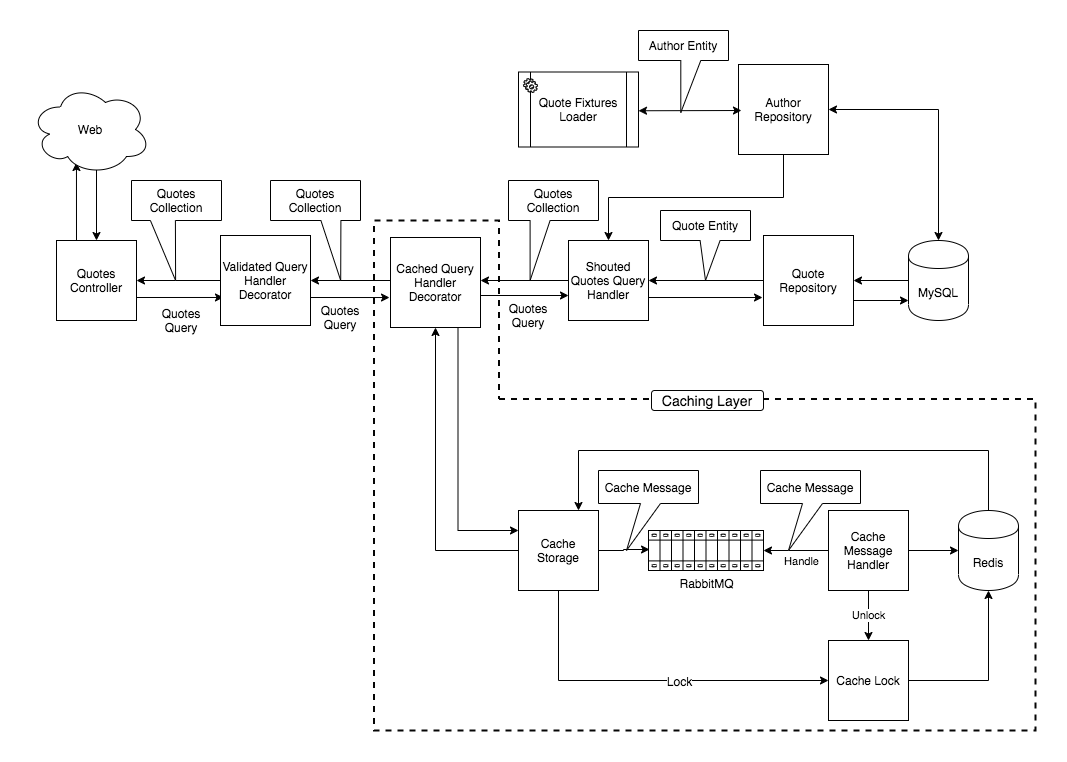 Author Entity
Quote Fixtures
Loader
Author
Repository
Web
Quotes
Collection
Quotes
Collection
Quotes
Collection
Quote Entity
Quotes
Controller
Validated Query
Handler
Decorator
Cached Query
Handler
Decorator
Shouted
Quotes Query
Handler
Quote
Repository
MySQL
Quotes
Query
Quotes
Query
Quotes
Query
Caching Layer
Cache Message
Cache Message
Cache
Storage
RabbitMQ
Handle
Cache
Message
Handler
Redis
Unlock
Lock
Cache Lock